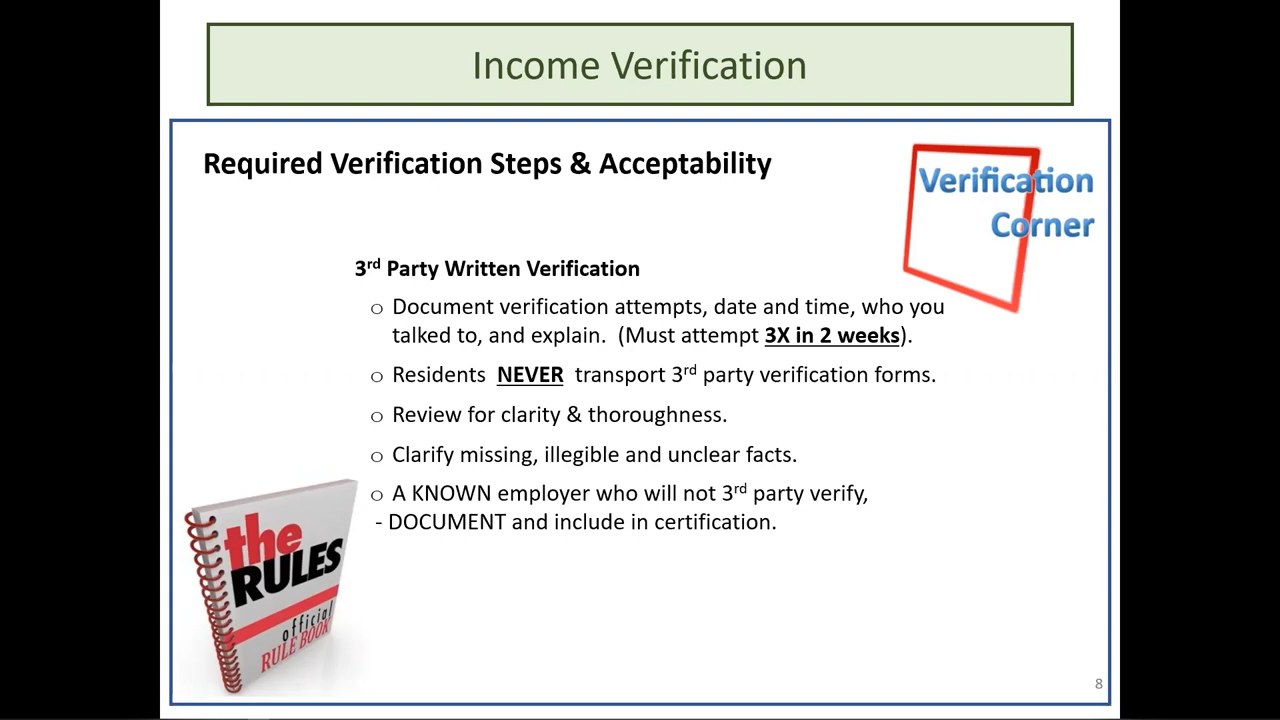 Income Verification
Required Verification Steps & Acceptability
Verification
Corner
3rd Party Written Verification
o Document verification attempts, date and time, who you
talked to, and explain. (Must attempt 3X in 2 weeks).
o Residents NEVER transport 3rd party verification forms.
o Review for clarity & thoroughness.
o Clarify missing, illegible and unclear facts.
o A KNOWN employer who will not 3rd party verify,
- DOCUMENT and include in certification.
the
RULES
official
RULE BOOK
8